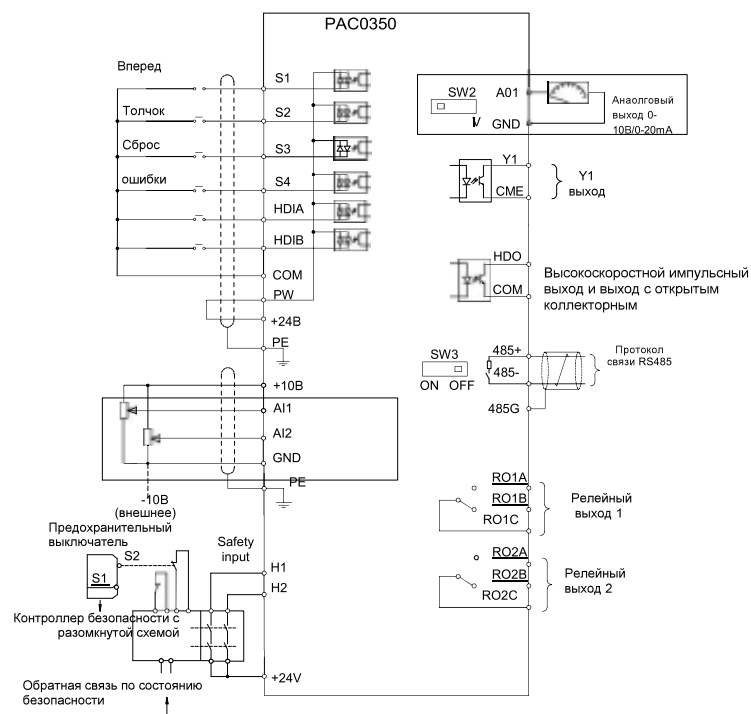 PAC0350
Вперед
S1
Толчок
S2
Сброс
S3
ошибки
S4
HDIA
HDIB
COM
PW
+24В
PE
+10В
AI1
AI2
GND
PE
-10В
(внешнее)
Предохранительный
выключатель
S2
S1
Safety
input
H1
H2
Контроллер безопасности с
разомкнутой схемой
+24V
Обратная связь по состоянию
безопасности
SW2
A01
V
GND
Анаолговый
выход 0-
10В/0-20mA
Y1
CME
Y1
выход
HDO
COM
Высокоскоростной импульсный
выход и выход с открытым
коллекторным
SW3
ON OFF
485+
485-
485G
Протокол
связи RS485
RO1A
RO1B
RO1C
Релейный
выход 1
RO2A
RO2B
RO2C
Релейный
выход 2